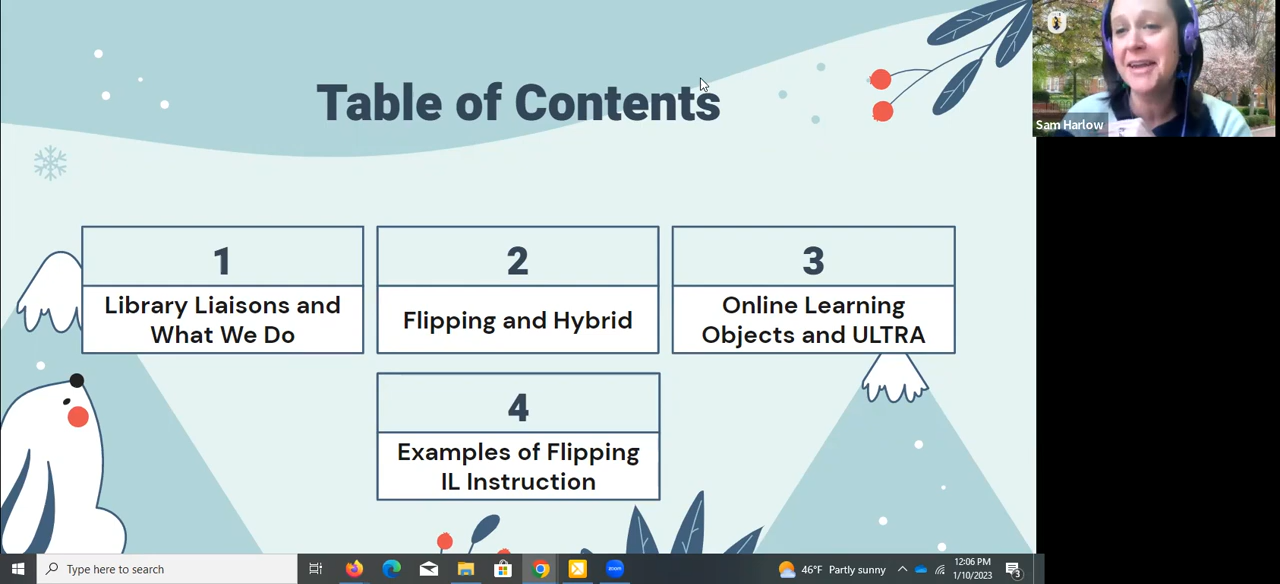 Table of Contents
Sam Harlow
1
Library Liaisons and
What We Do
2
Flipping and Hybrid
3
Online Learning
Objects and ULTRA
4
Examples of Flipping
IL Instruction
Type here to search
zoom
46°F Partly sunny
12:06 PM
1/10/2023
3